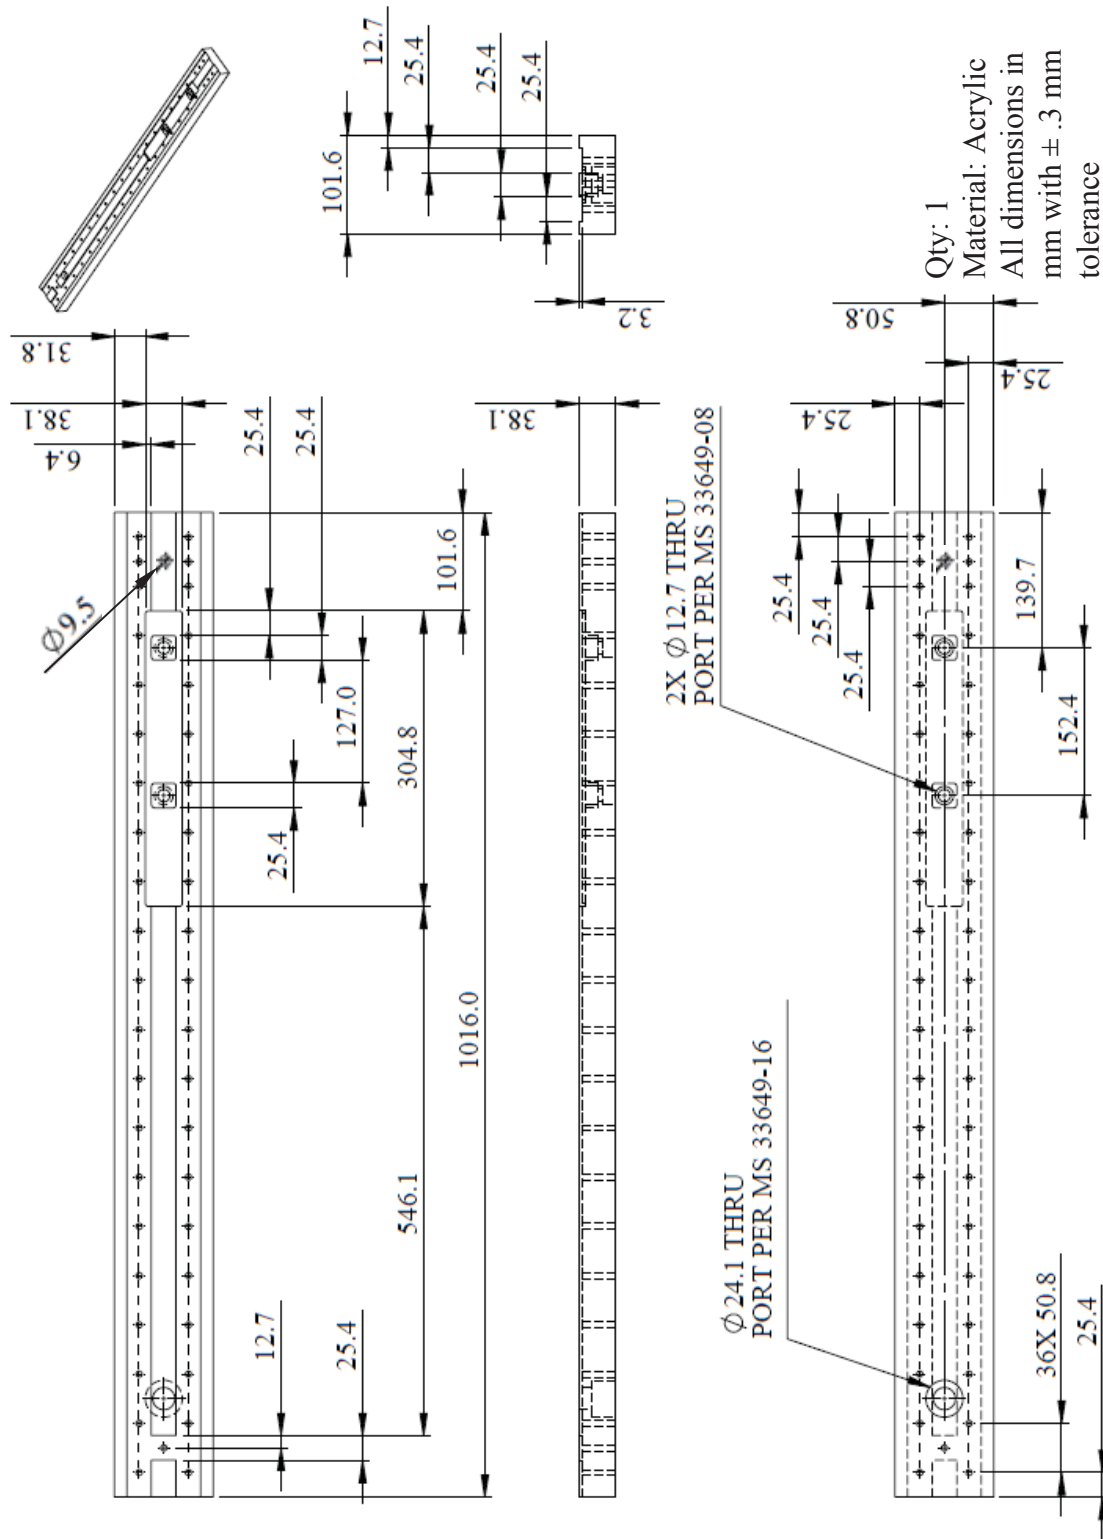 12.7
25.4
25.4
25.4
101.6
3.2
31.8
38.1
6.4
Ø9.5
25.4
25.4
101.6
127.0
304.8
25.4
1016.0
546.1
12.7
25.4
38.1
2X Ø12.7 THRU
PORT PER MS 33649-08
Ø24.1 THRU
PORT PER MS 33649-16
50.8
25.4
25.4
25.4
25.4
25.4
139.7
152.4
36X 50.8
25.4
Qty: 1
Material: Acrylic
All dimensions in
mm with ± .3 mm
tolerance